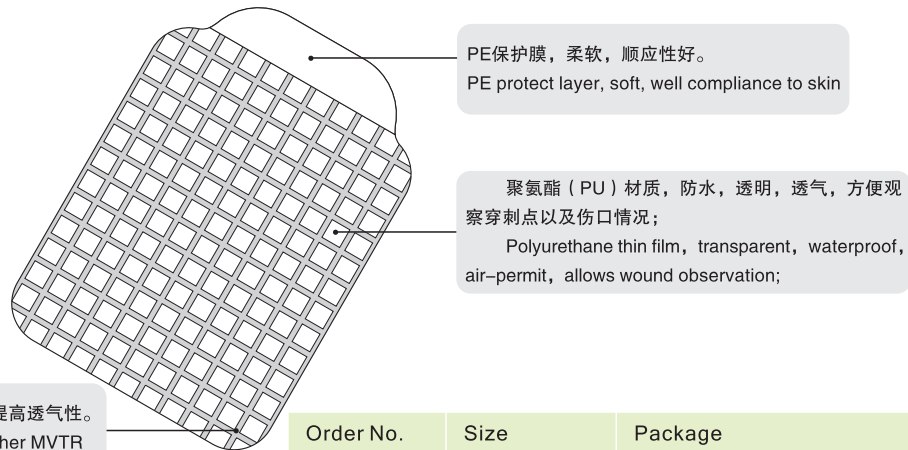 PE保护膜，柔软，顺应性好。
PE protect layer, soft, well compliance to skin
聚氨酯（PU）材质，防水，透明，透气，方便观
察穿刺点以及伤口情况；
Polyurethane thin film，transparent，waterproof，
air–permit，allows wound observation;
提高透气性。
her MVTR
Order No. Size Package